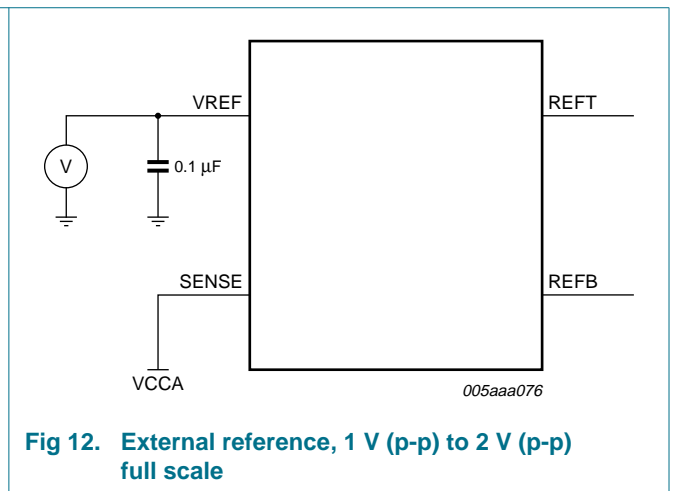 VREF
REFT
V
0.1 µF
SENSE
REFB
VCCA
005aaa076
Fig 12. External reference, 1 V (p-p) to 2 V (p-p)
full scale